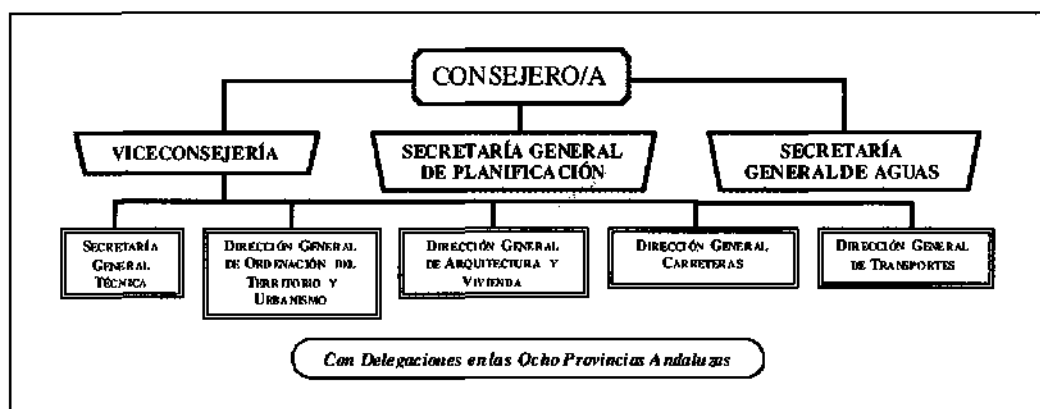 CONSEJERO/A
VICECONSEJERÍA
SECRETARÍA GENERAL
DE PLANIFICACIÓN
SECRETARÍA
GENERAL DE AGUAS
SECRETARÍA
GENERAL
TÉCNICA
DIRECCIÓN GENERAL
DE ORDENACIÓN DEL
TERRITORIO Y
URBANISMO
DIRECCIÓN GENERAL
DE ARQUITECTURA Y
VIVIENDA
DIRECCIÓN GENERAL
CARRETERAS
DIRECCIÓN GENERAL
DE TRANSPORTES
Con Delegaciones en las Ocho Provincias Andaluzas